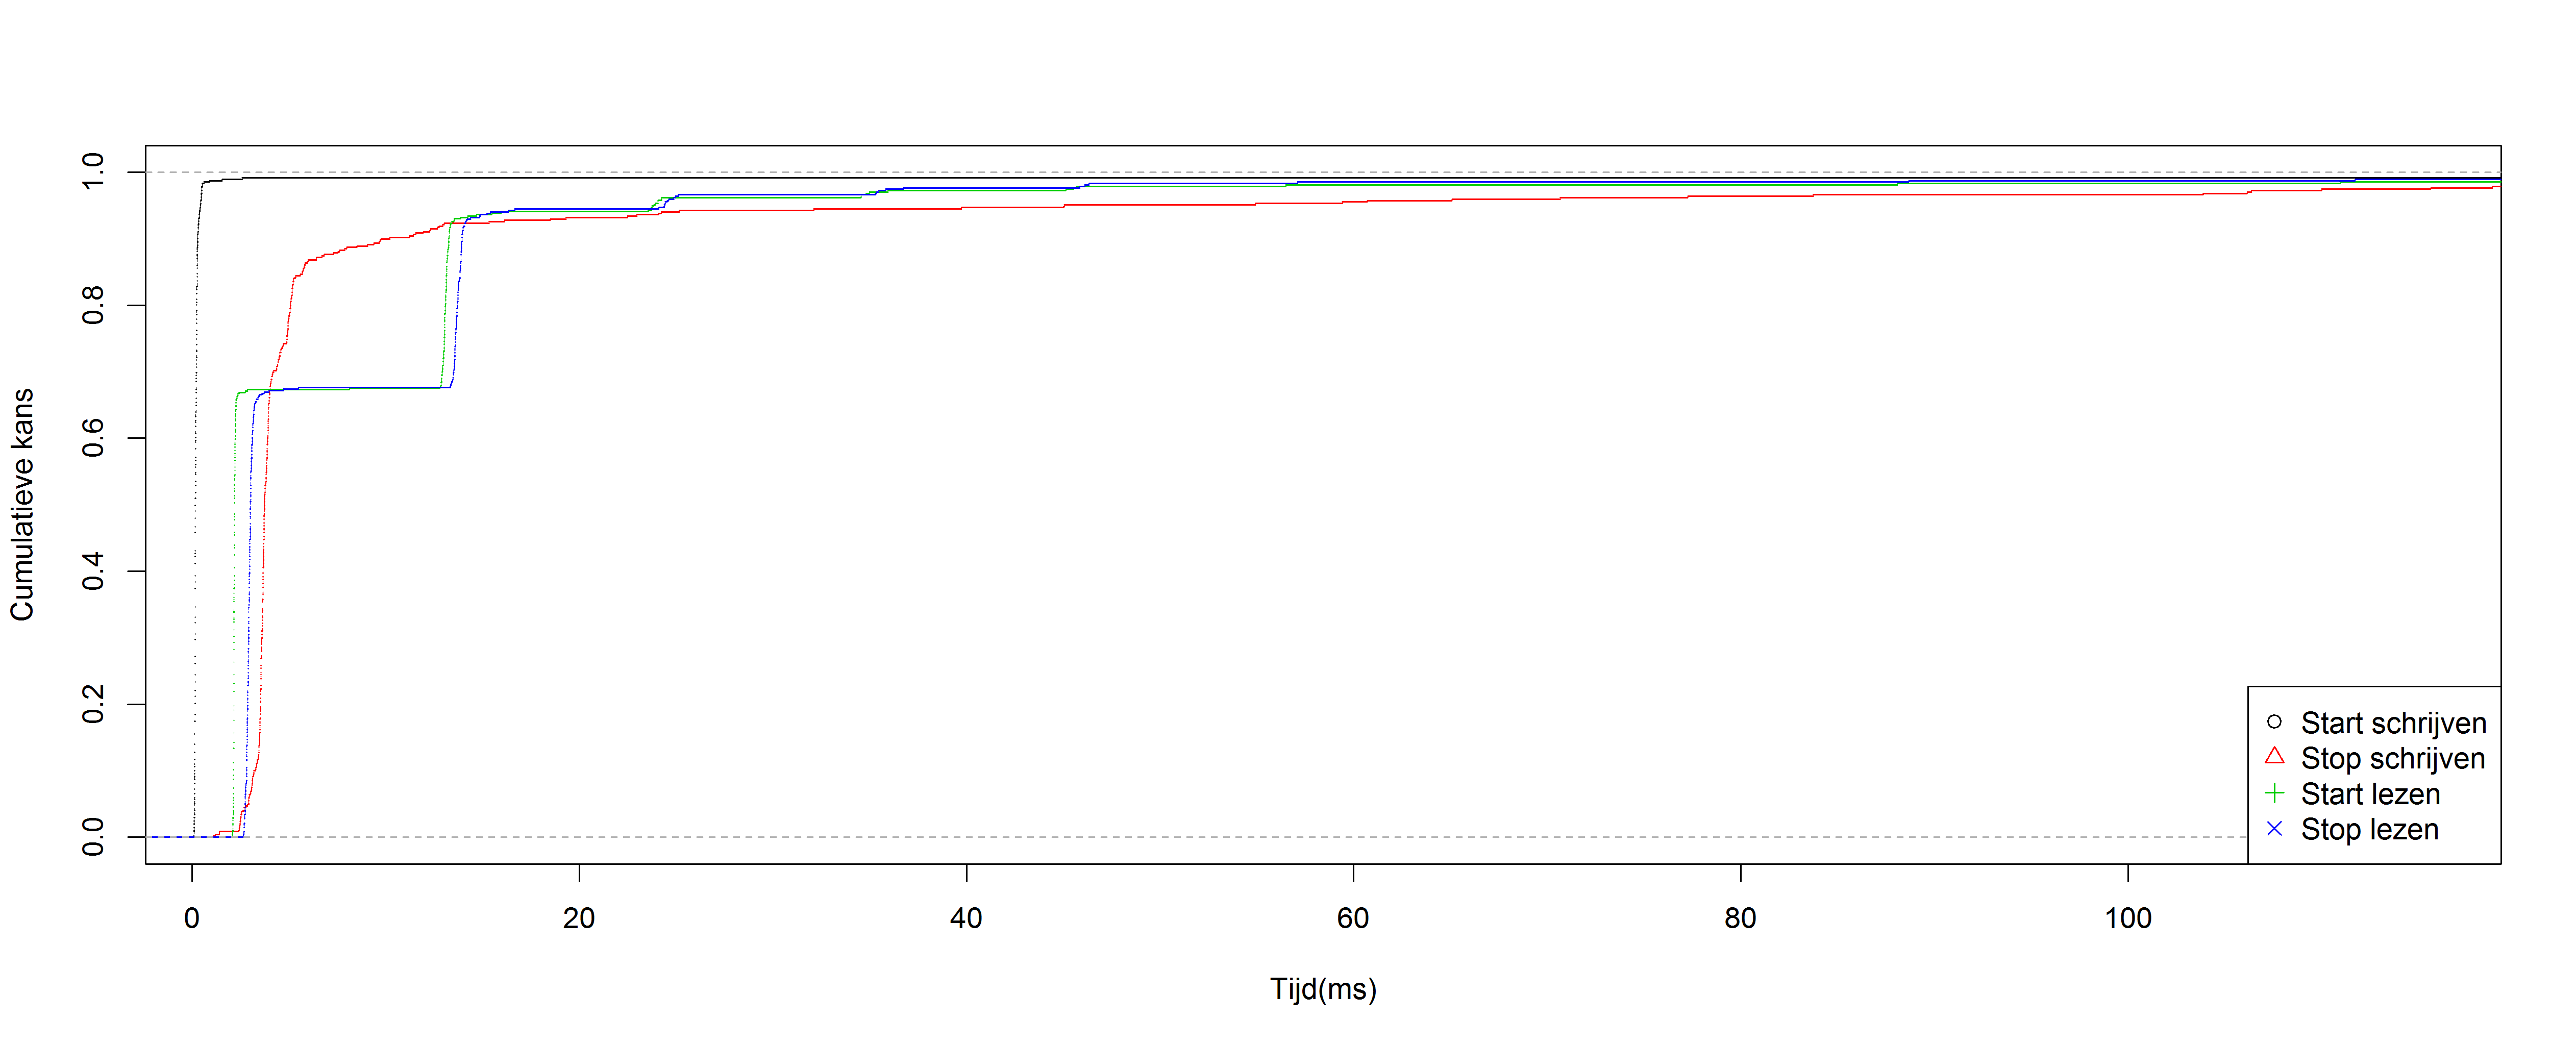 Cumulatieve kans
1.0
0.8
0.6
0.4
0.2
0.0
0 20 40 60 80 100
Tijd(ms)
Start schrijven
Stop schrijven
Start lezen
Stop lezen